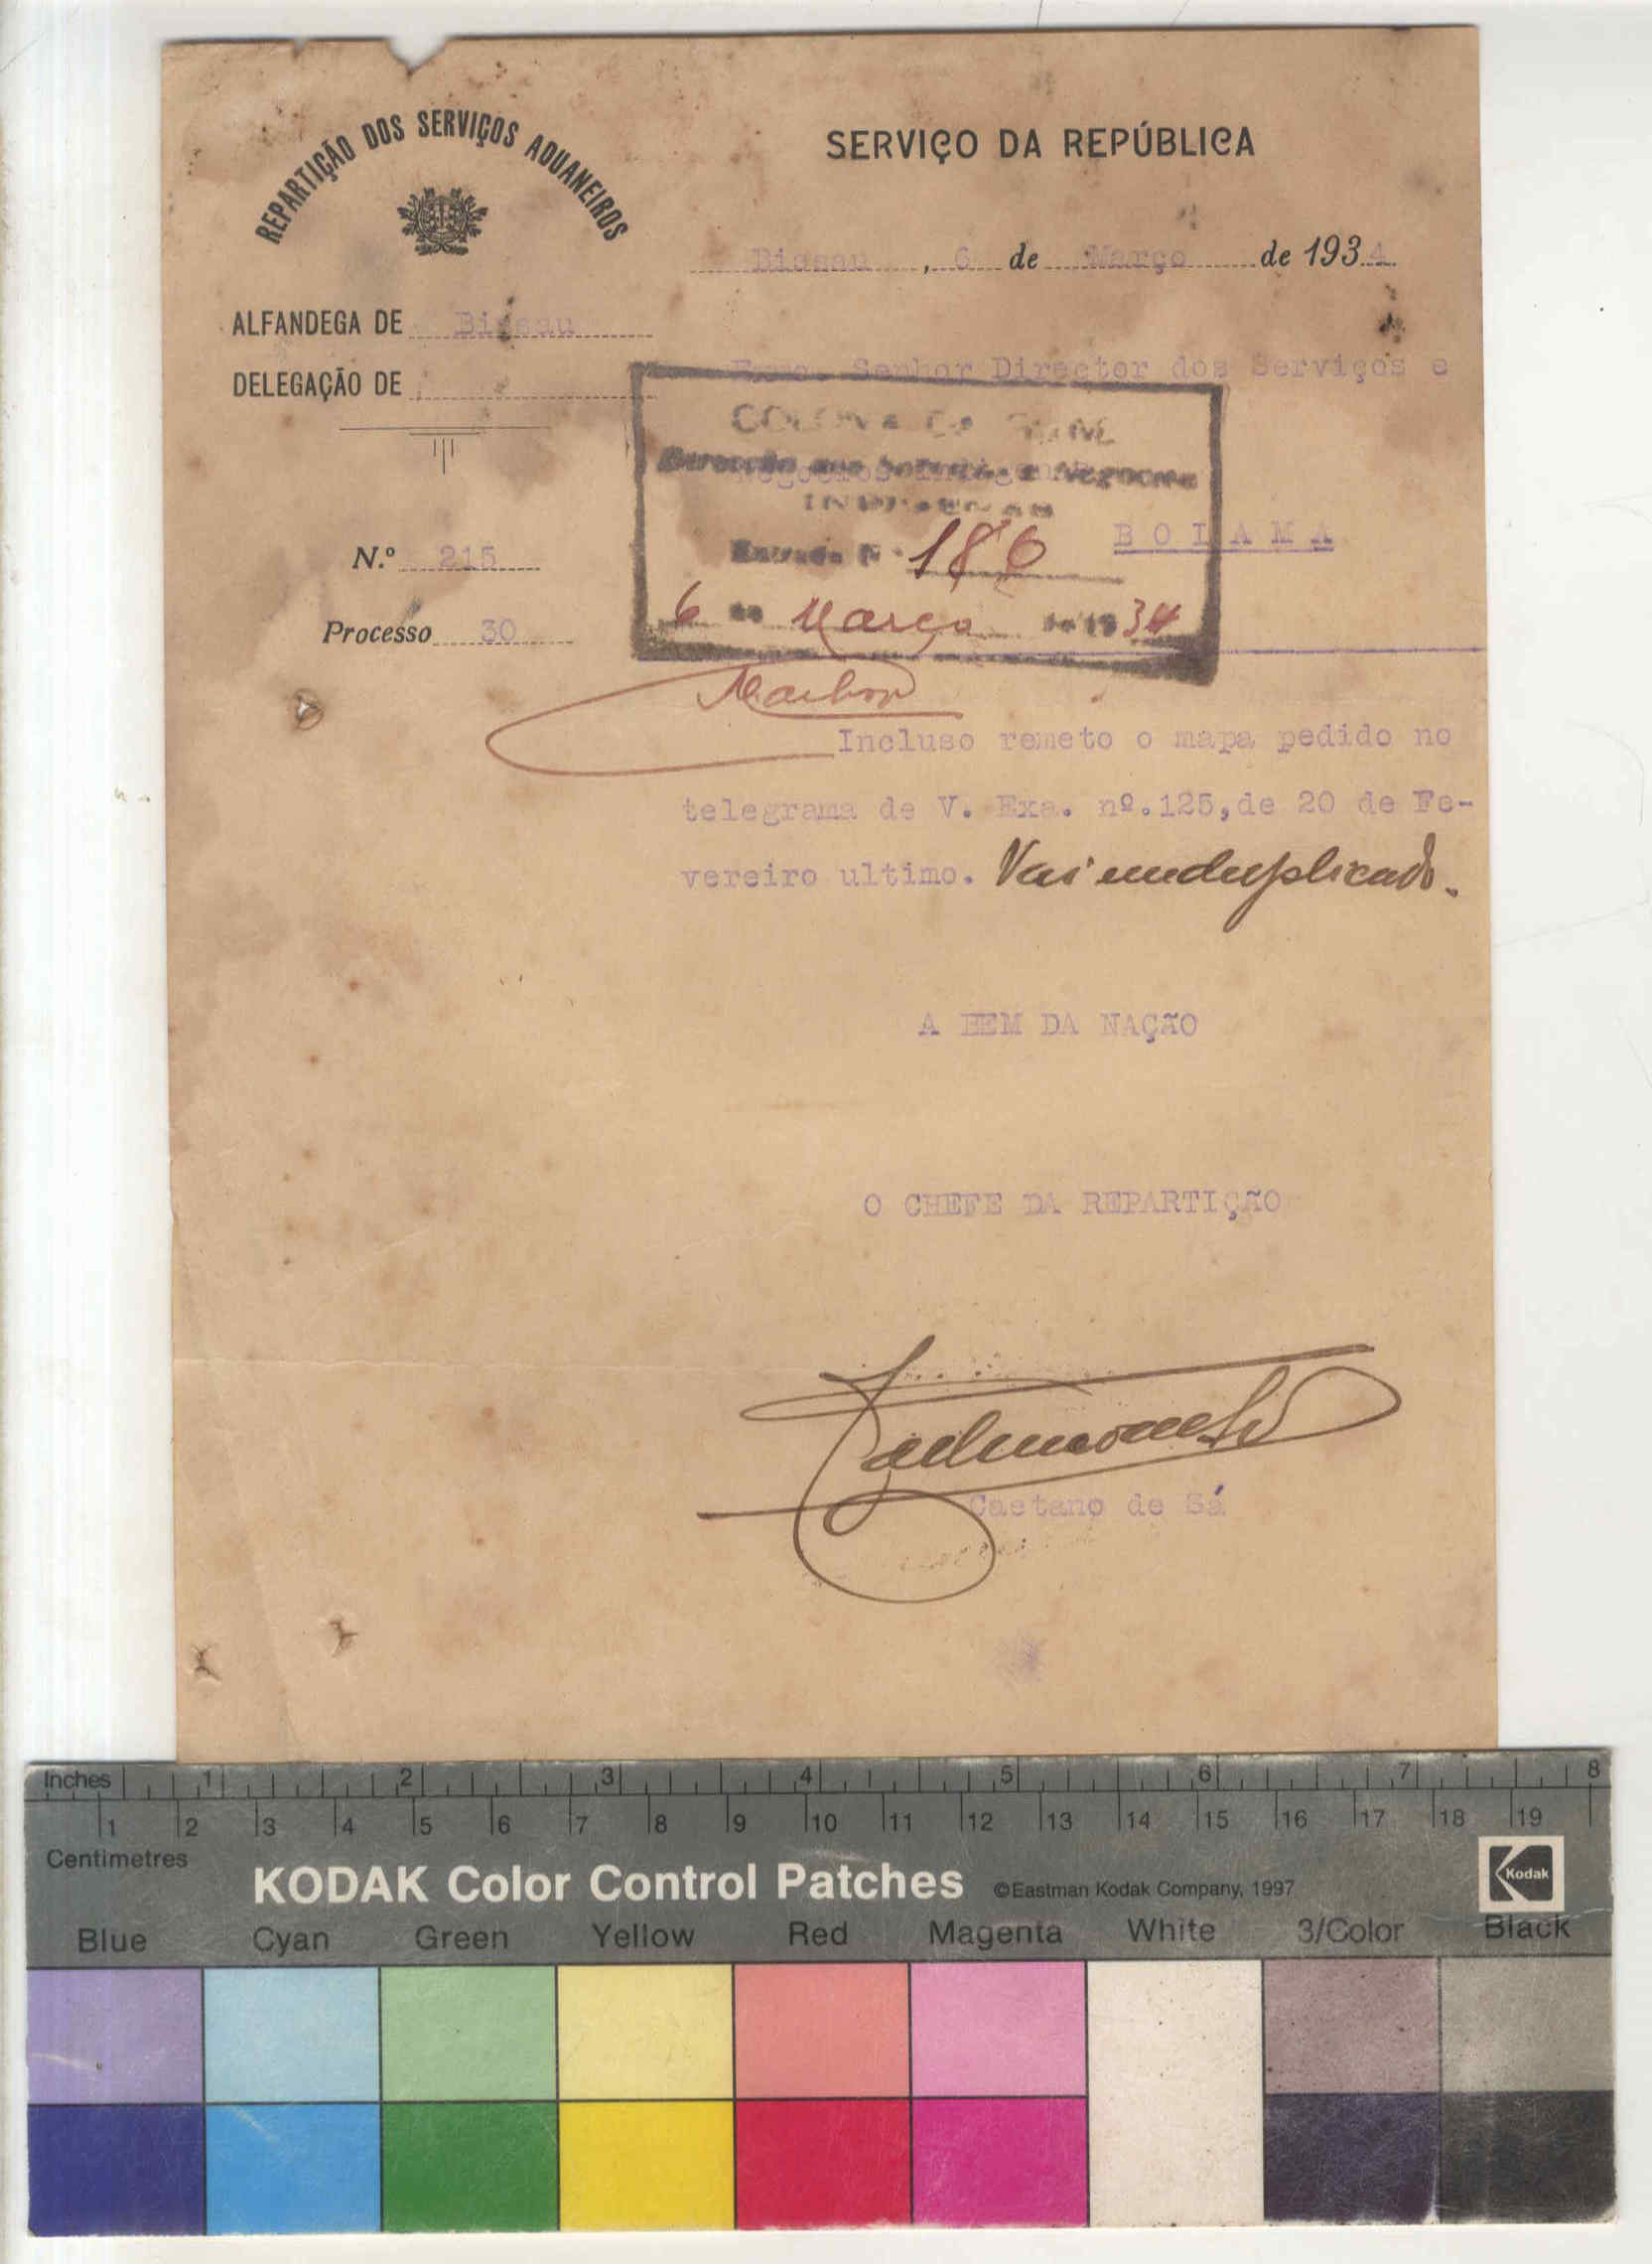 REPARTIÇÃO DOS SERVIÇOS ADUANEIROS
SERVIÇO DA REPÚBLICA
Bissau, 6 de Março de 1934
ALFANDEGA DE Bissau
DELEGAÇÃO DE
Exmo. Senhor Director dos Serviços e
Negocios
COLONIA DA GUINÉ
Direcção dos Serviços e Negocios
INDIGENAS
Entrada Nº 186
6 de Março de 1934
BOLAMA
N.º 215
Processo 30
Incluso remeto o mapa pedido no
telegrama de V. Exa. nº.125, de 20 de Fe-
vereiro ultimo. Vai em duplicado.
A BEM DA NAÇÃO
O CHEFE DA REPARTIÇÃO
Caetano de Sá
Inches 1 2 3 4 5 6 7 8
1 2 3 4 5 6 7 8 9 10 11 12 13 14 15 16 17 18 19
Centimetres
KODAK Color Control Patches ©Eastman Kodak Company, 1997 Kodak
Blue Cyan Green Yellow Red Magenta White 3/Color Black